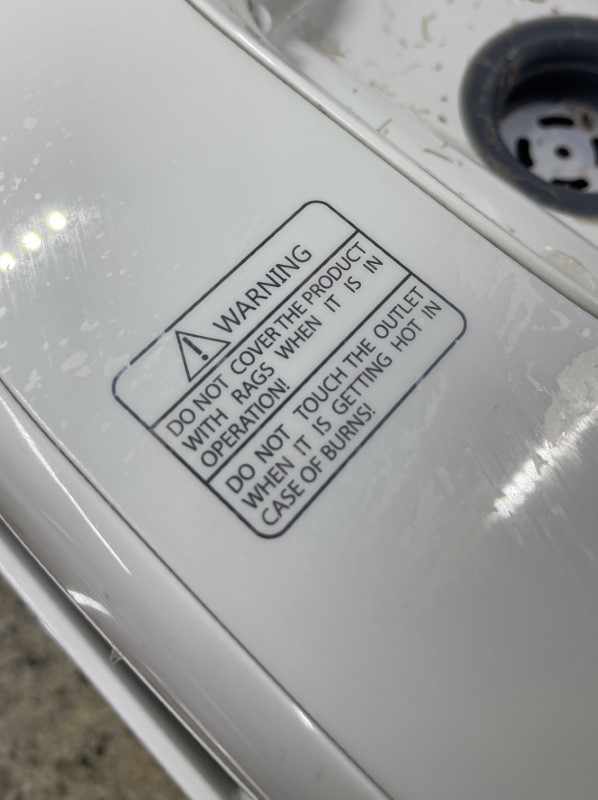 WARNING
DO NOT COVER THE PRODUCT
WITH RAGS WHEN IT IS IN
OPERATION!
DO NOT TOUCH THE OUTLET
WHEN IT IS GETTING HOT IN
CASE OF BURNS!